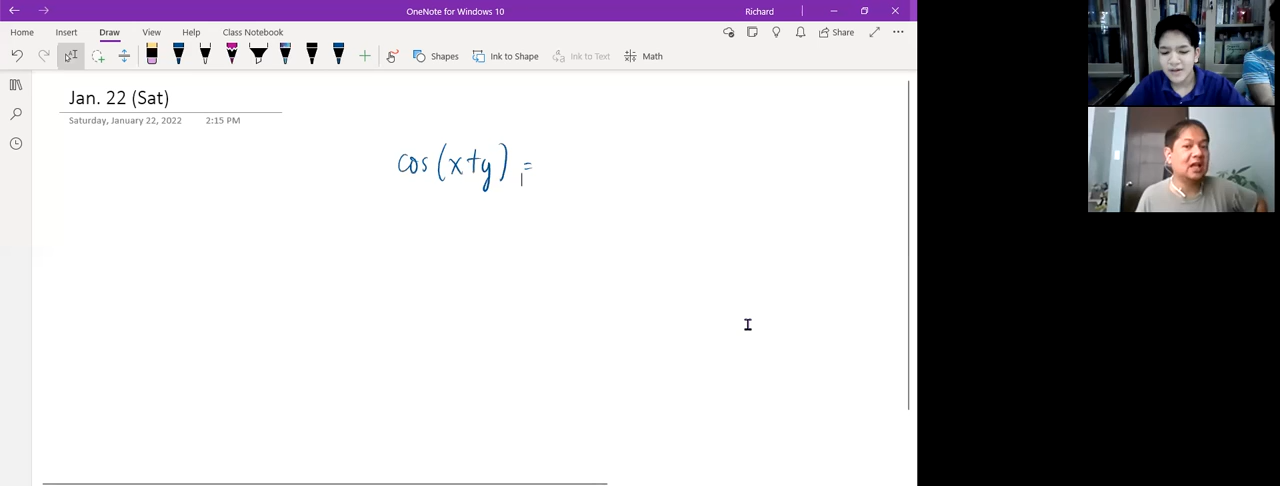 OneNote for Windows 10
Richard
Home Insert Draw View Help Class Notebook Share
Shapes Ink to Shape Ink to Text Math
Jan. 22 (Sat)
Saturday, January 22, 2022 2:15 PM
cos(x+y) =